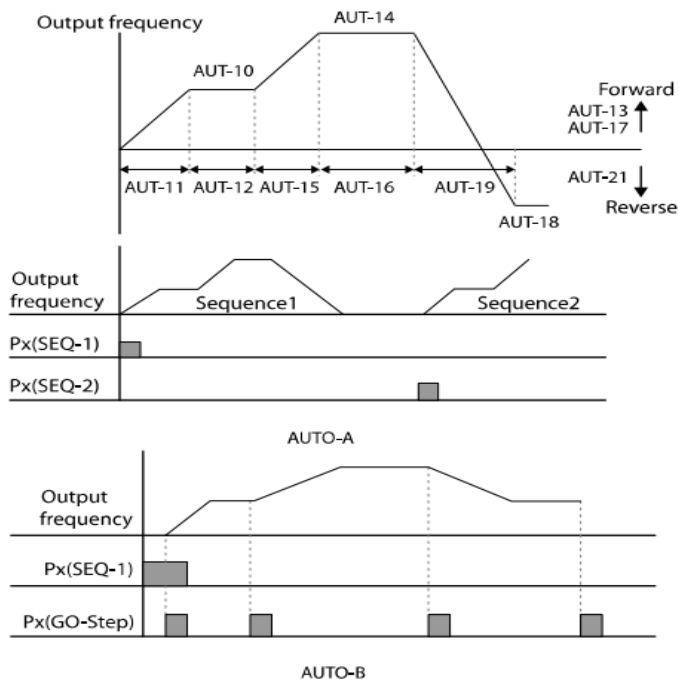 Output frequency
AUT-14
AUT-10
Forward
AUT-13
AUT-17
AUT-11
AUT-12
AUT-15
AUT-16
AUT-19
AUT-21
Reverse
AUT-18
Output
frequency
Sequence1
Sequence2
Px(SEQ-1)
Px(SEQ-2)
AUTO-A
Output
frequency
Px(SEQ-1)
Px(GO-Step)
AUTO-B